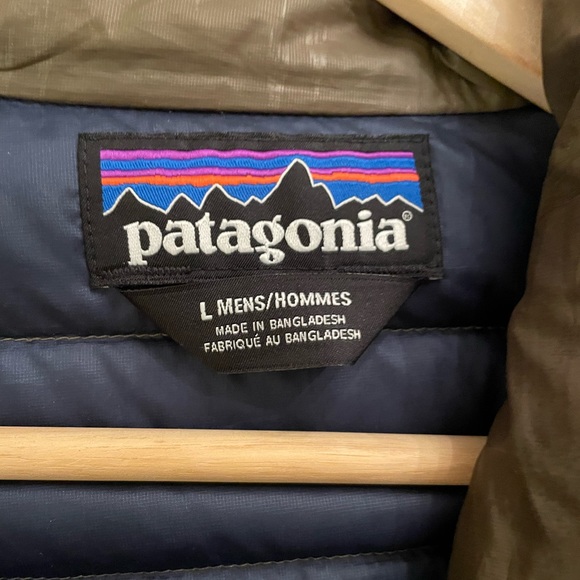 patagonia®
L MENS/HOMMES
MADE IN BANGLADESH
FABRIQUÉ AU BANGLADESH